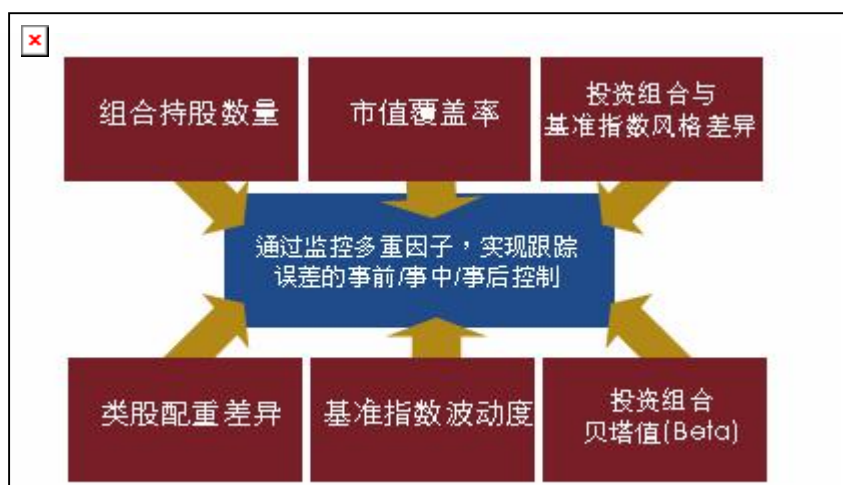 组合持股数量
市值覆盖率
投资组合与
基准指数风格差异
通过监控多重因子，实现跟踪
误差的事前/事中/事后控制
类股配重差异
基准指数波动度
投资组合
贝塔值(Beta)